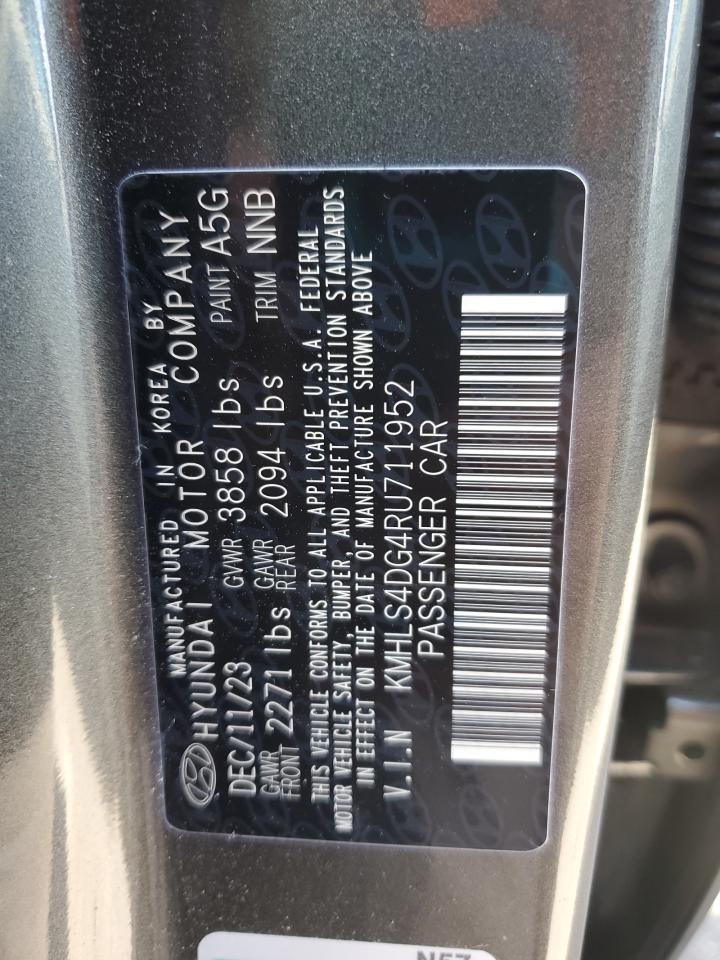 MANUFACTURED IN KOREA BY
HYUNDAI MOTOR COMPANY
DEC/11/23 GVWR 3858 lbs PAINT A5G
GAWR FRONT 2271 lbs GAWR REAR 2094 lbs TRIM NNB
THIS VEHICLE CONFORMS TO ALL APPLICABLE U.S.A. FEDERAL
MOTOR VEHICLE SAFETY, BUMPER, AND THEFT PREVENTION STANDARDS
IN EFFECT ON THE DATE OF MANUFACTURE SHOWN ABOVE
V.I.N KMHLS4DG4RU711952
PASSENGER CAR